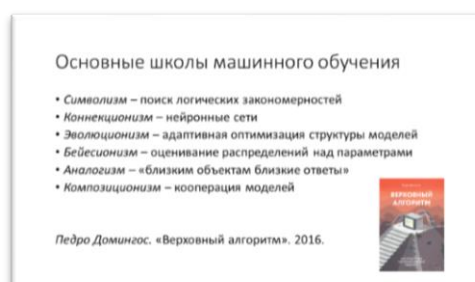 Основные школы машинного обучения
• Символизм – поиск логических закономерностей
• Коннекционизм – нейронные сети
• Эволюционизм – адаптивная оптимизация структуры моделей
• Бейесионизм – оценивание распределений над параметрами
• Аналогизм – «близким объектам близкие ответы»
• Композиционизм – кооперация моделей
ВЕРХОВНЫЙ
АЛГОРИТМ
Педро Домингос. «Верховный алгоритм». 2016.